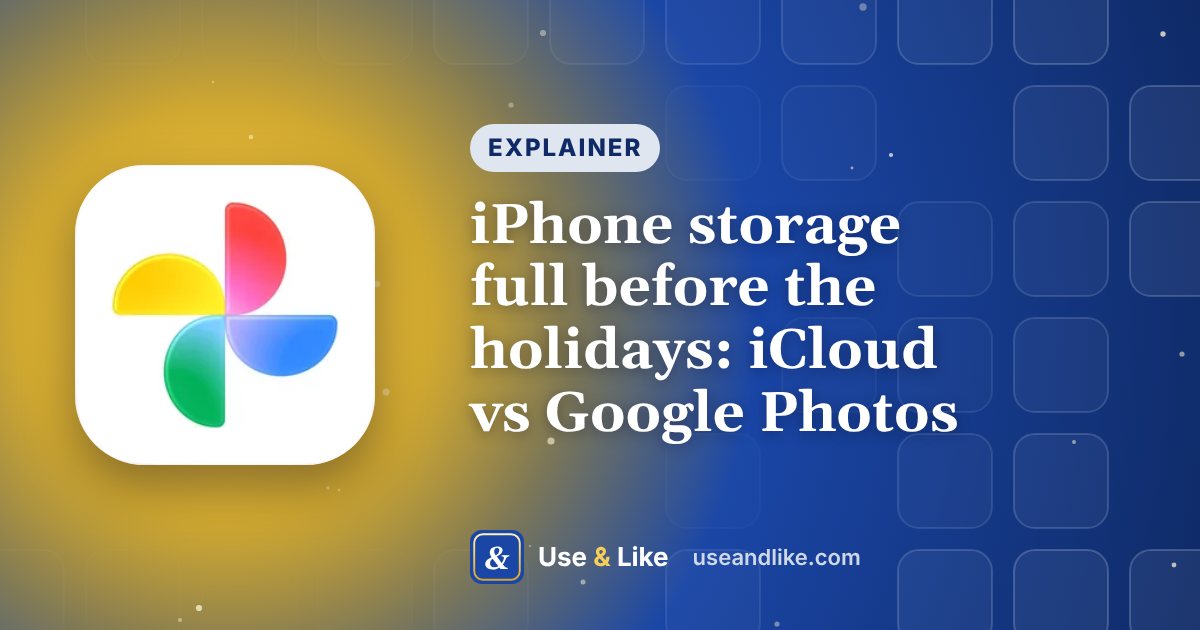 EXPLAINER
iPhone storage
full before the
holidays: iCloud
vs Google Photos
& Use & Like useandlike.com